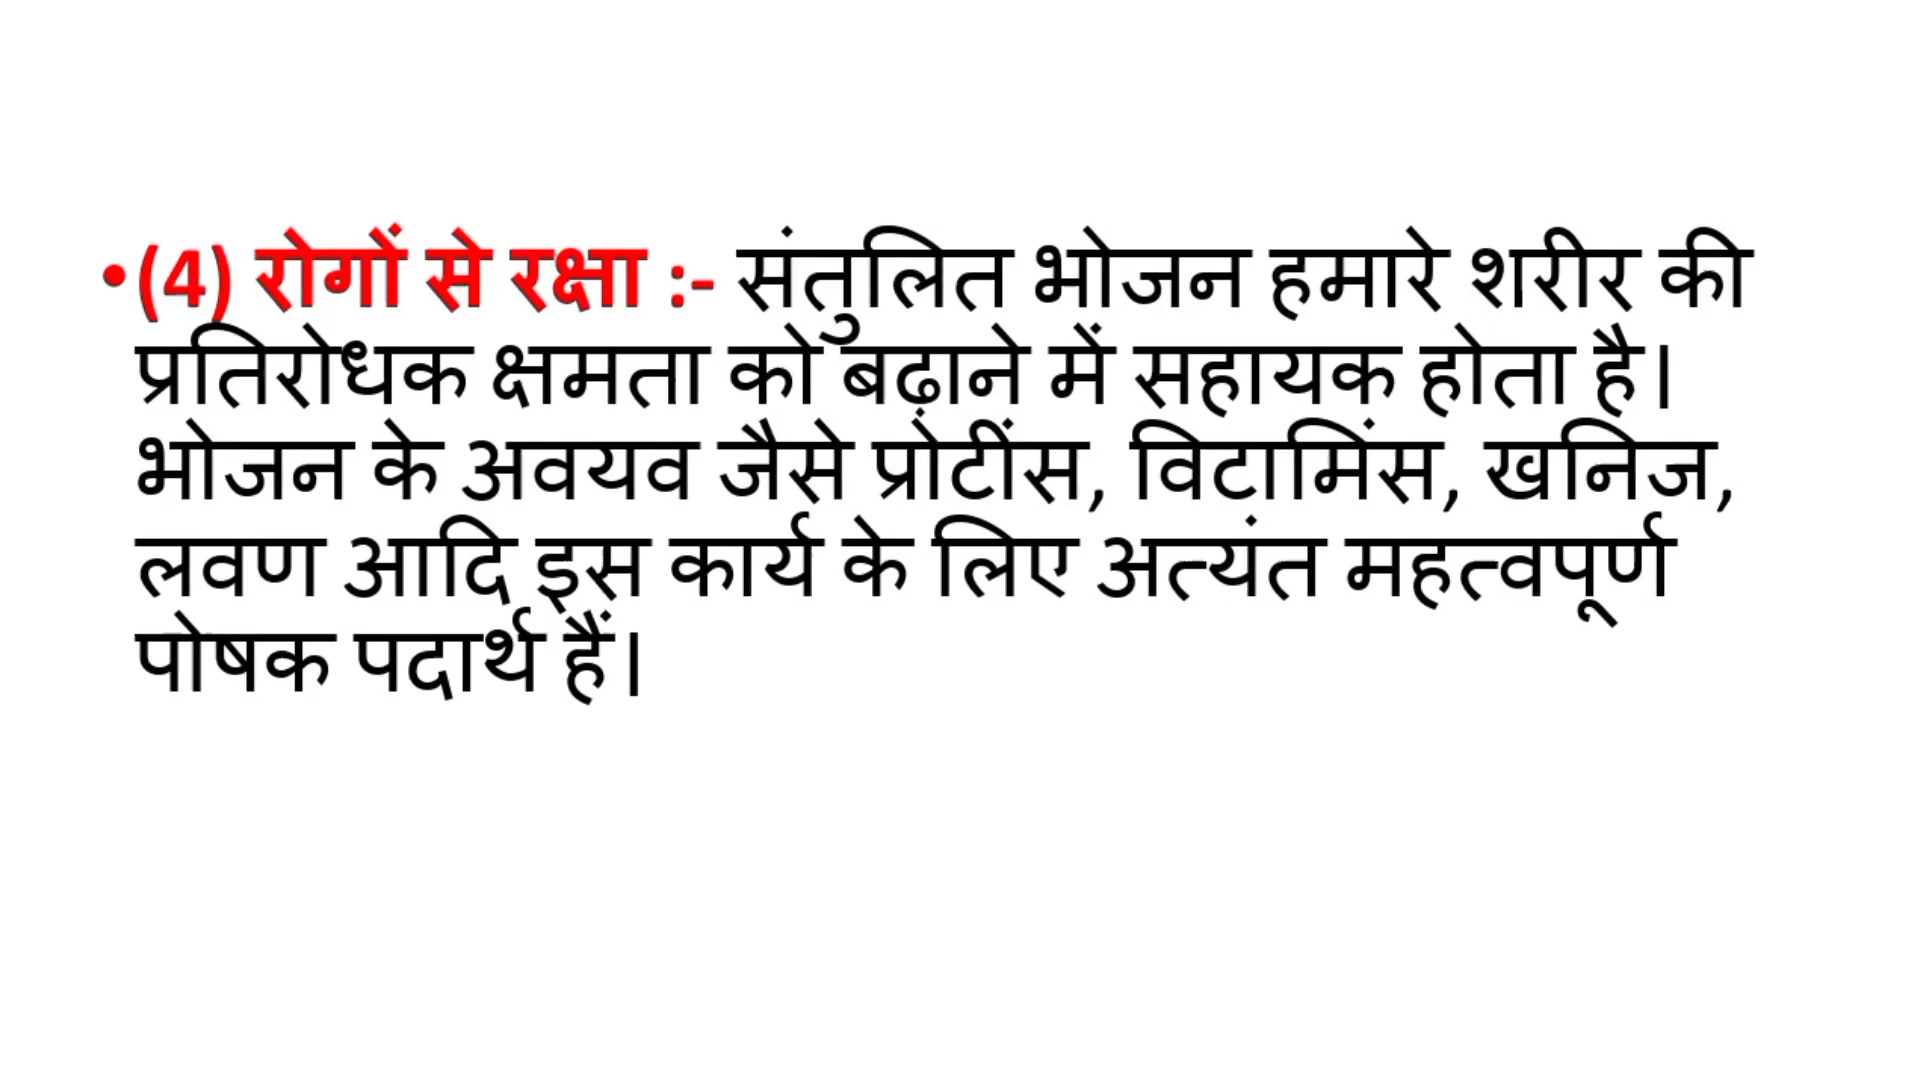 •(4) रोगों से रक्षा :- संतुलित भोजन हमारे शरीर की
प्रतिरोधक क्षमता को बढ़ाने में सहायक होता है।
भोजन के अवयव जैसे प्रोटींस, विटामिंस, खनिज,
लवण आदि इस कार्य के लिए अत्यंत महत्वपूर्ण
पोषक पदार्थ हैं।